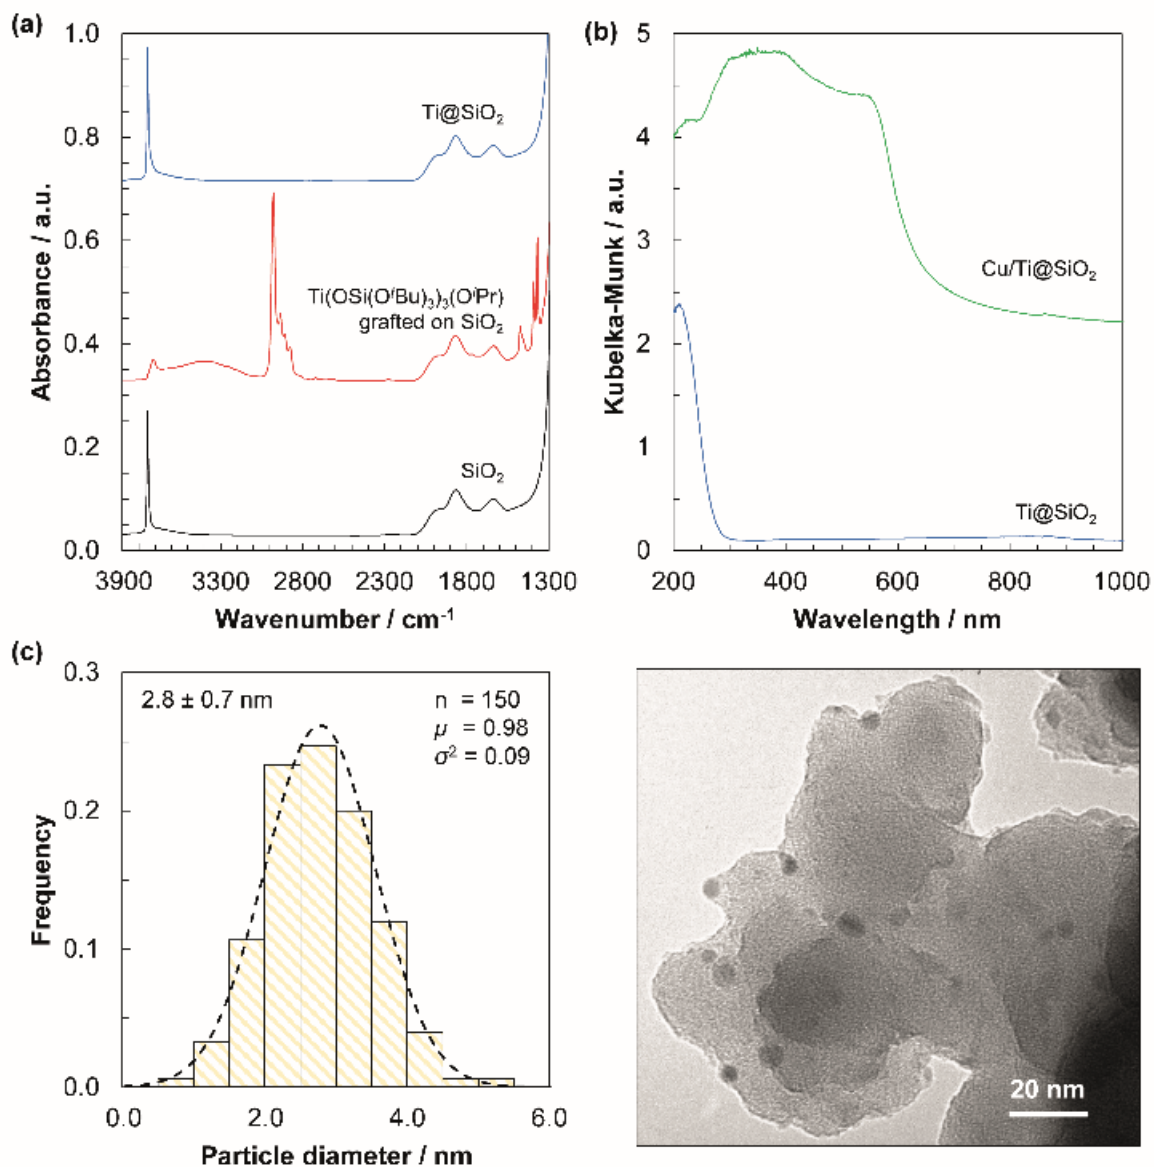 (a)
1.0
0.8
0.6
0.4
0.2
0.0
Absorbance / a.u.
Ti@SiO₂
Ti(OSi(OᵗBu)₃)₃(OⁱPr)
grafted on SiO₂
SiO₂
3900 3300 2800 2300 1800 1300
Wavenumber / cm⁻¹
(b)
5
4
3
2
1
0
Kubelka-Munk / a.u.
Cu/Ti@SiO₂
Ti@SiO₂
200 400 600 800 1000
Wavelength / nm
(c)
0.3
0.2
0.1
0.0
Frequency
2.8 ± 0.7 nm
n = 150
μ = 0.98
σ² = 0.09
0.0 2.0 4.0 6.0
Particle diameter / nm
20 nm